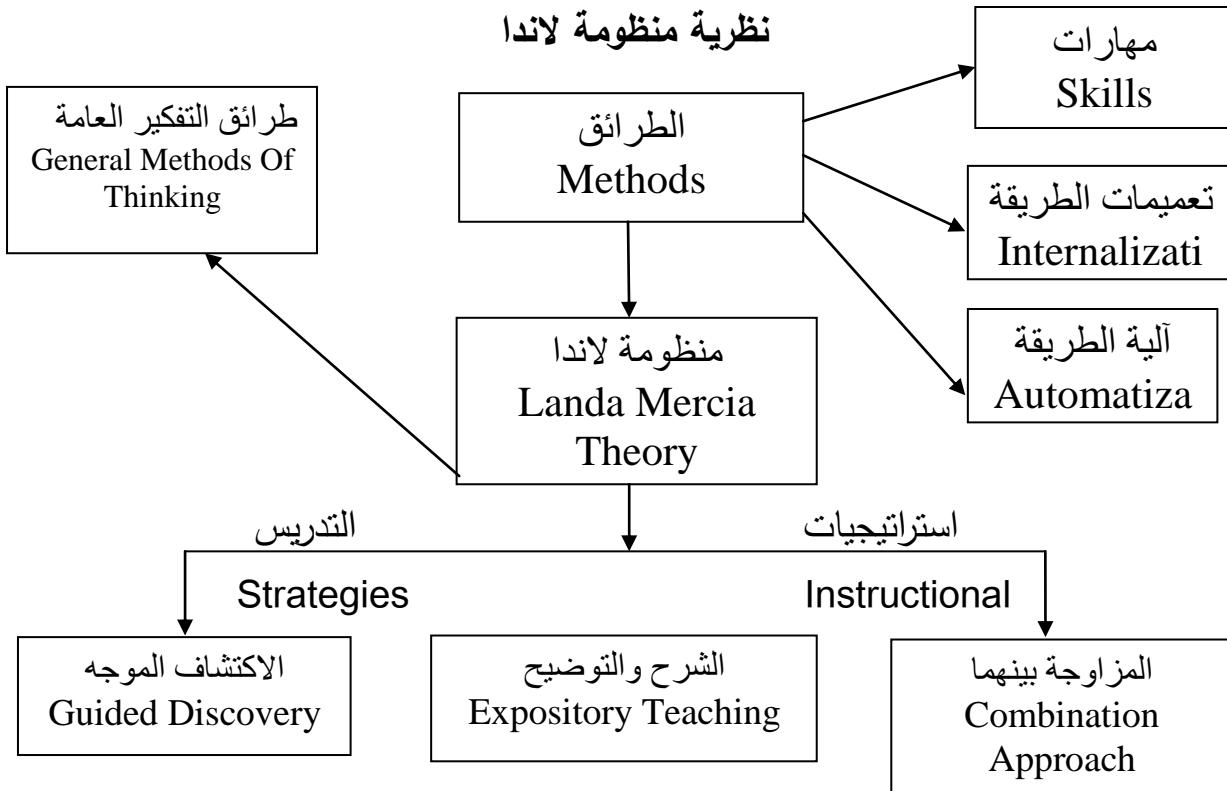 نظرية منظومة لاندا
مهارات
Skills
طرائق التفكير العامة
General Methods Of
Thinking
الطرائق
Methods
تعميمات الطريقة
Internalizati
آلية الطريقة
Automatiza
منظومة لاندا
Landa Mercia
Theory
استراتيجيات
التدريس
Instructional
Strategies
المزاوجة بينهما
Combination
Approach
الشرح والتوضيح
Expository Teaching
الاكتشاف الموجه
Guided Discovery